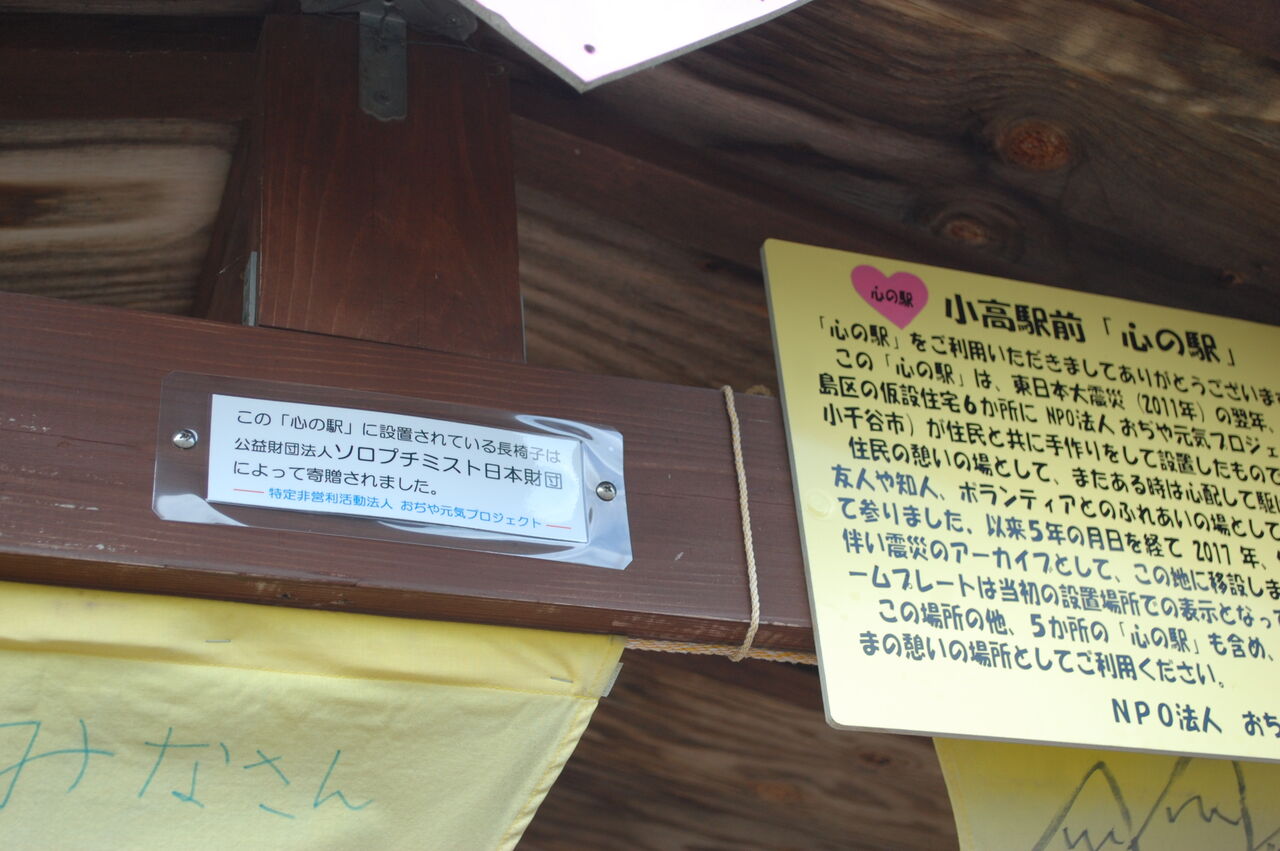 この「心の駅」に設置されている長椅子は
公益財団法人ソロプチミスト日本財団
によって寄贈されました。
特定非営利活動法人 おぢや元気プロジェクト
みなさん
心の駅
小高駅前「心の駅」
「心の駅」をご利用いただきましてありがとうございま
この「心の駅」は、東日本大震災（2011年）の翌年、
島区の仮設住宅6か所に NPO法人 おぢや元気プロジェ
小千谷市）が住民と共に手作りをして設置したもので
住民の憩いの場として、またある時は心配して駆け
友人や知人、ボランティアとのふれあいの場として
て参りました。以来5年の月日を経て 2017 年、
伴い震災のアーカイブとして、この地に移設しま
ームプレートは当初の設置場所での表示となって
この場所の他、5か所の「心の駅」も含め、
まの憩いの場所としてご利用ください。
NPO法人 おぢ